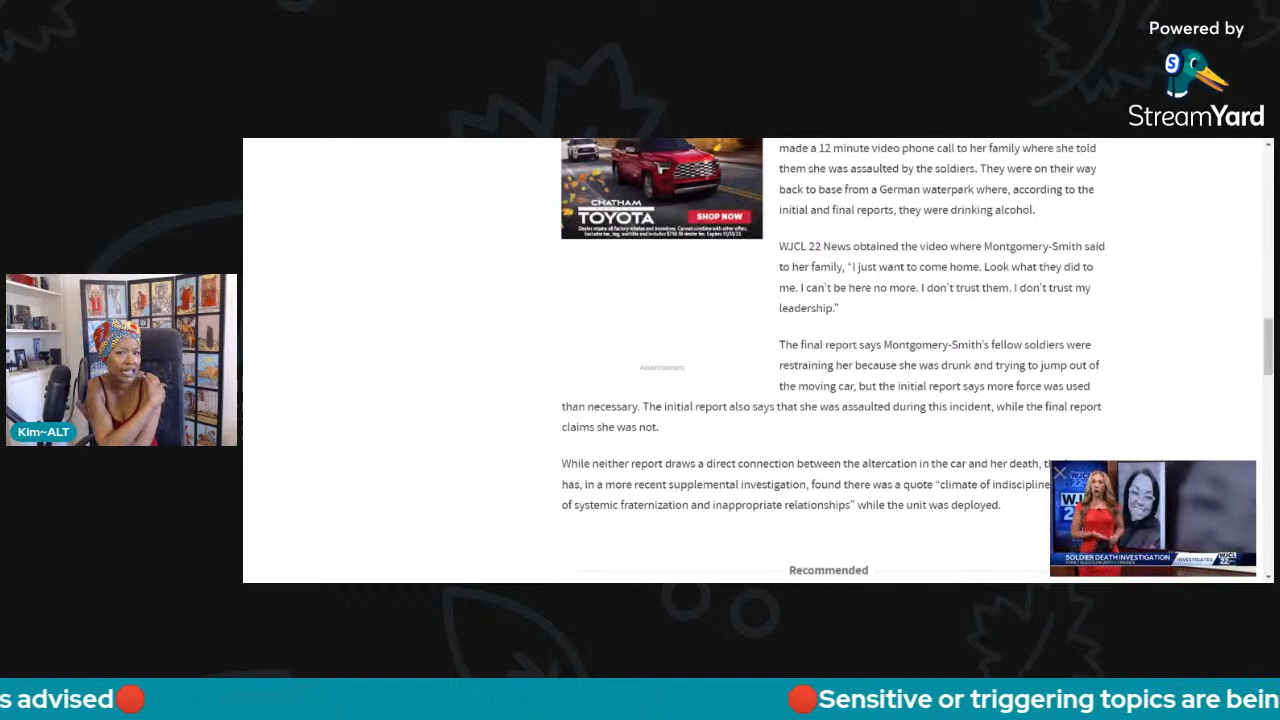 Powered by
StreamYard
made a 12 minute video phone call to her family where she told
them she was assaulted by the soldiers. They were on their way
back to base from a German waterpark where, according to the
initial and final reports, they were drinking alcohol.
CHATHAM
TOYOTA
SHOP NOW
WJCL 22 News obtained the video where Montgomery-Smith said
to her family, “I just want to come home. Look what they did to
me. I can’t be here no more. I don’t trust them. I don’t trust my
leadership.”
Advertisement
The final report says Montgomery-Smith’s fellow soldiers were
restraining her because she was drunk and trying to jump out of
the moving car, but the initial report says more force was used
than necessary. The initial report also says that she was assaulted during this incident, while the final report
claims she was not.
While neither report draws a direct connection between the altercation in the car and her death,
has, in a more recent supplemental investigation, found there was a quote “climate of indiscipline
of systemic fraternization and inappropriate relationships” while the unit was deployed.
Recommended
SOLDIER DEATH INVESTIGATION
INVESTIGATES
WJCL
22
Kim~ALT
s advised
Sensitive or triggering topics are bein